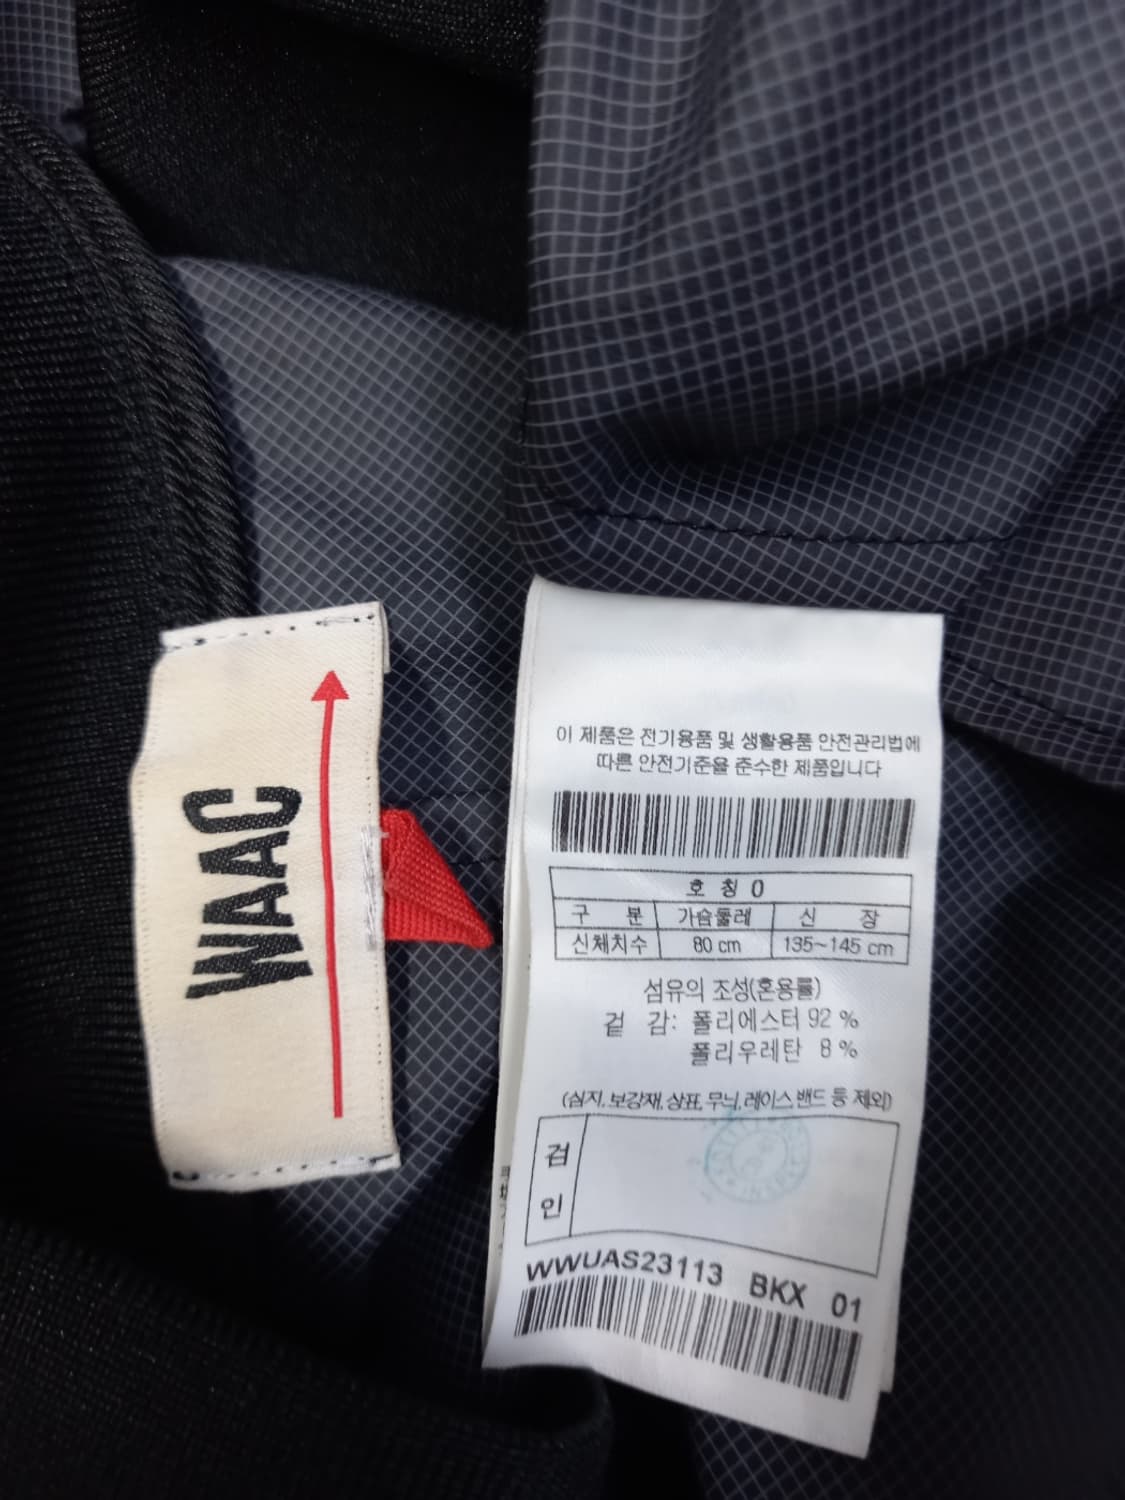 WAAC
이 제품은 전기용품 및 생활용품 안전관리법에
따른 안전기준을 준수한 제품입니다
호 칭 0
구 분 가슴둘레 신 장
신체치수 80 cm 135~145 cm
섬유의 조성(혼용률)
겉 감: 폴리에스터 92 %
폴리우레탄 8 %
(심지, 보강재, 상표, 무늬, 레이스, 밴드 등 제외)
검
인
WWUAS23113 BKX 01